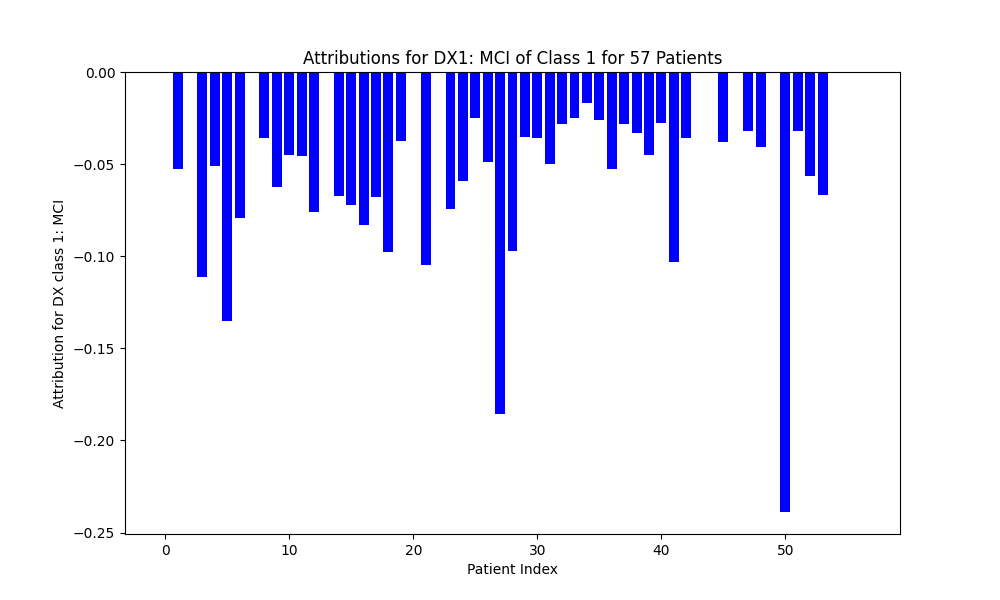 Attributions for DX1: MCI of Class 1 for 57 Patients
Attribution for DX class 1: MCI
0.00
−0.05
−0.10
−0.15
−0.20
−0.25
0 10 20 30 40 50
Patient Index